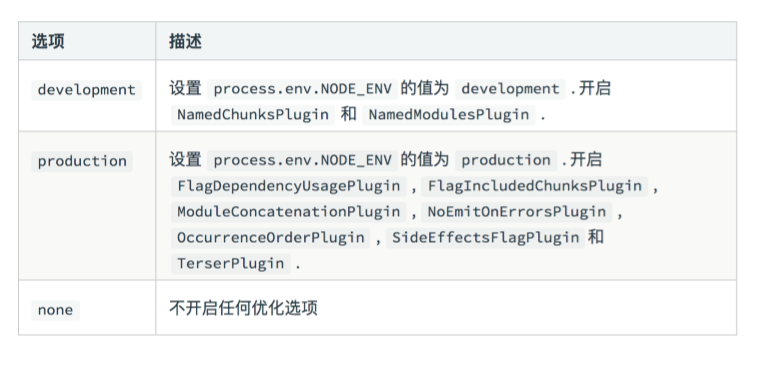 选项 描述
development 设置 process.env.NODE_ENV 的值为 development .开启
NamedChunksPlugin 和 NamedModulesPlugin .
production 设置 process.env.NODE_ENV 的值为 production .开启
FlagDependencyUsagePlugin , FlagIncludedChunksPlugin ,
ModuleConcatenationPlugin , NoEmitOnErrorsPlugin ,
OccurrenceOrderPlugin , SideEffectsFlagPlugin 和
TerserPlugin .
none 不开启任何优化选项